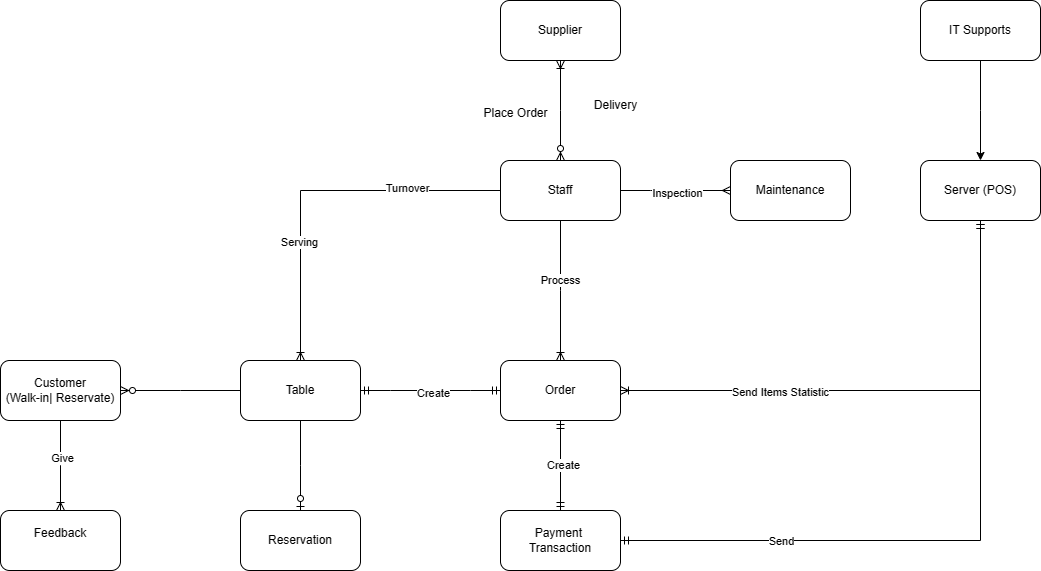 Supplier
IT Supports
Place Order
Delivery
Turnover
Staff
Inspection
Maintenance
Server (POS)
Serving
Process
Customer
(Walk-in| Reservate)
Table
Create
Order
Send Items Statistic
Give
Create
Feedback
Reservation
Payment
Transaction
Send